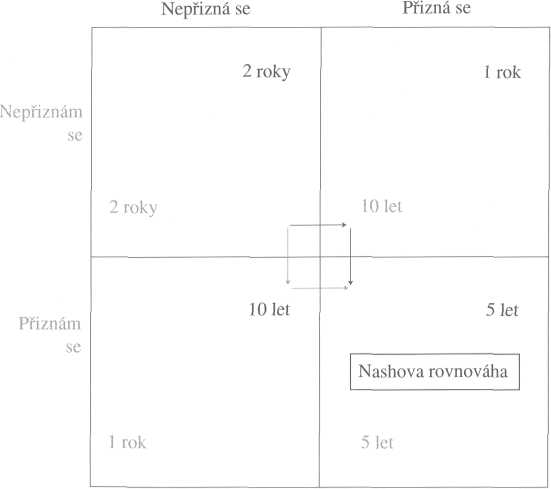 Nepřizná se
Přizná se
2 roky
1 rok
Nepřiznám
se
2 roky
10 let
10 let
5 let
Přiznám
se
Nashova rovnováha
1 rok
5 let